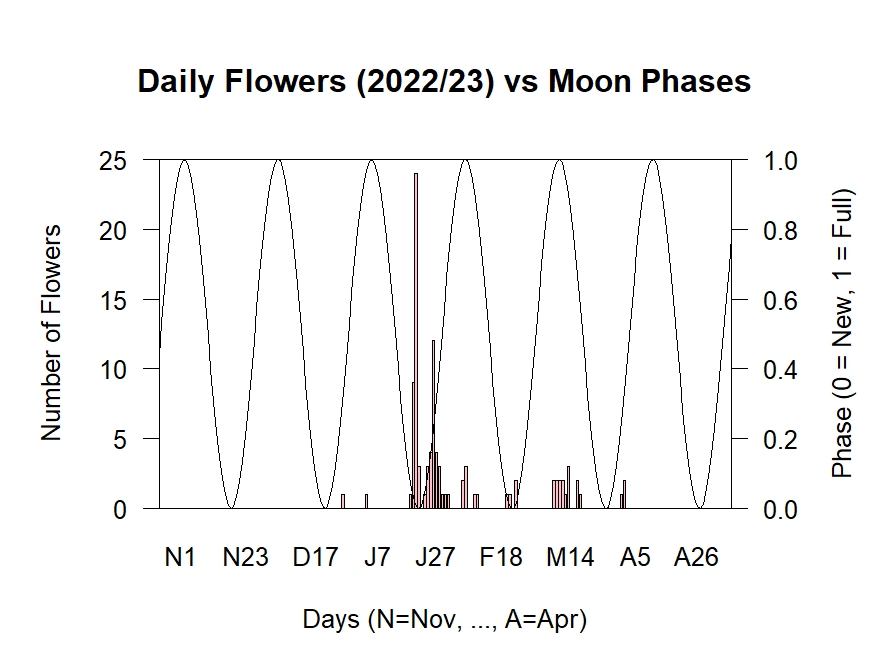 Daily Flowers (2022/23) vs Moon Phases
25
20
15
10
5
0
Number of Flowers
1.0
0.8
0.6
0.4
0.2
0.0
Phase (0 = New, 1 = Full)
N1 N23 D17 J7 J27 F18 M14 A5 A26
Days (N=Nov, ..., A=Apr)